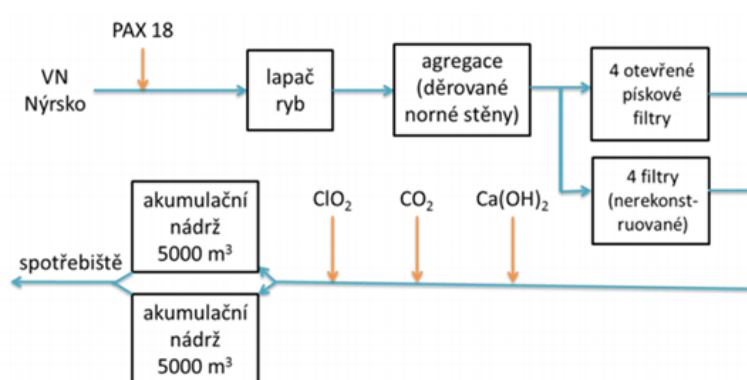 PAX 18
VN
Nýrsko
lapač
ryb
agregace
(děrované
norné stěny)
4 otevřené
pískové
filtry
4 filtry
(nerekonst-
ruované)
akumulační
nádrž
5000 m³
ClO₂
CO₂
Ca(OH)₂
spotřebiště
akumulační
nádrž
5000 m³